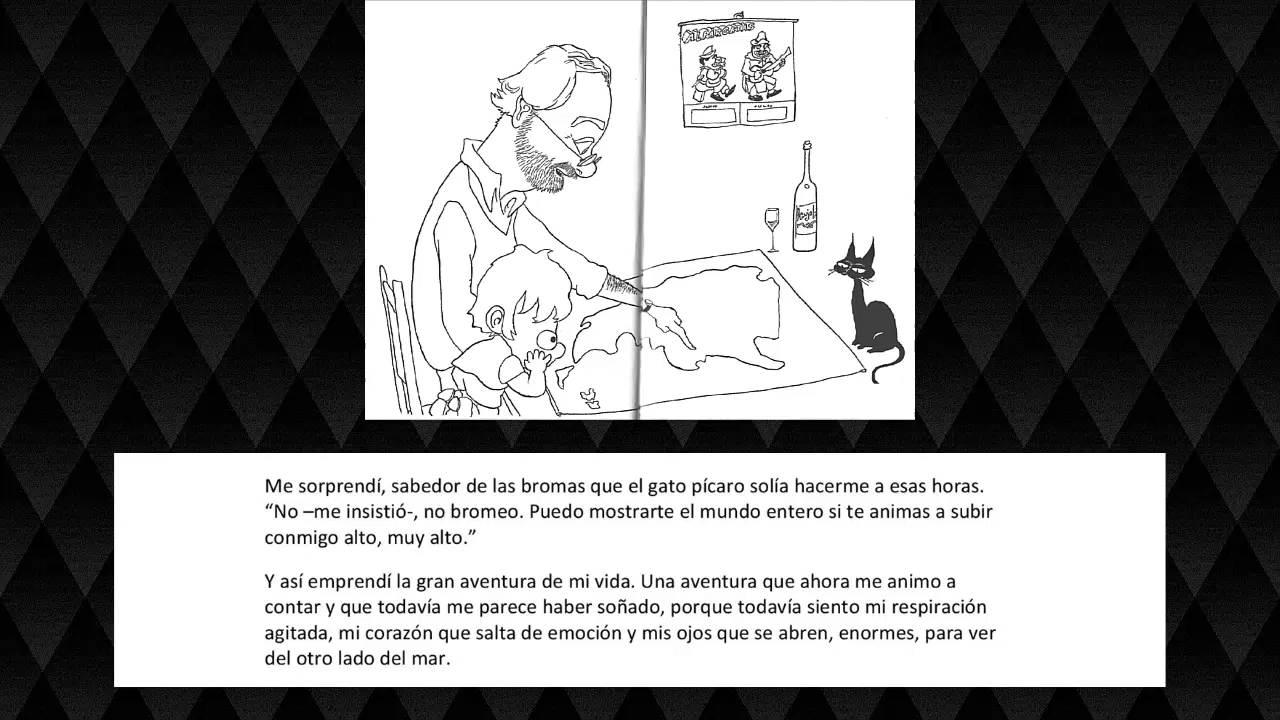 ALPARGATAS
JUNIO
JULIO
Me sorprendí, sabedor de las bromas que el gato pícaro solía hacerme a esas horas.
“No –me insistió-, no bromeo. Puedo mostrarte el mundo entero si te animas a subir
conmigo alto, muy alto.”
Y así emprendí la gran aventura de mi vida. Una aventura que ahora me animo a
contar y que todavía me parece haber soñado, porque todavía siento mi respiración
agitada, mi corazón que salta de emoción y mis ojos que se abren, enormes, para ver
del otro lado del mar.